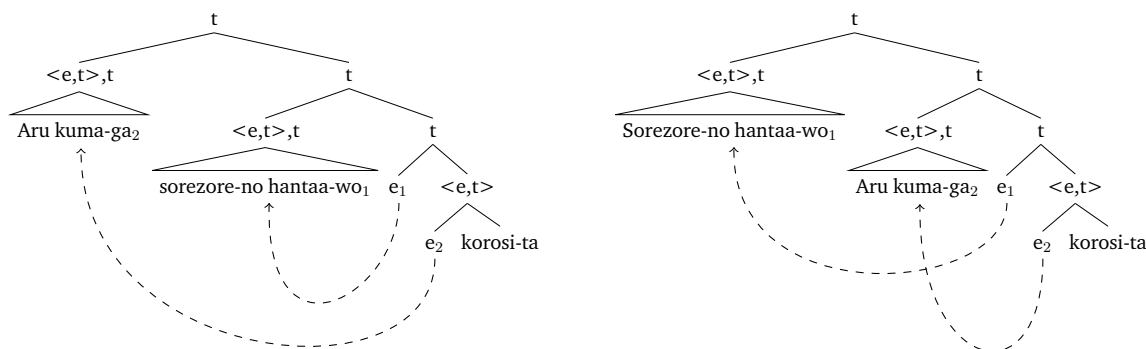 t
t
<e,t>,t
t
<e,t>,t
t
Aru kuma-ga₂
<e,t>,t
t
Sorezore-no hantaa-wo₁
<e,t>,t
t
sorezore-no hantaa-wo₁
e₁
<e,t>
Aru kuma-ga₂
e₁
<e,t>
e₂
korosi-ta
e₂
korosi-ta